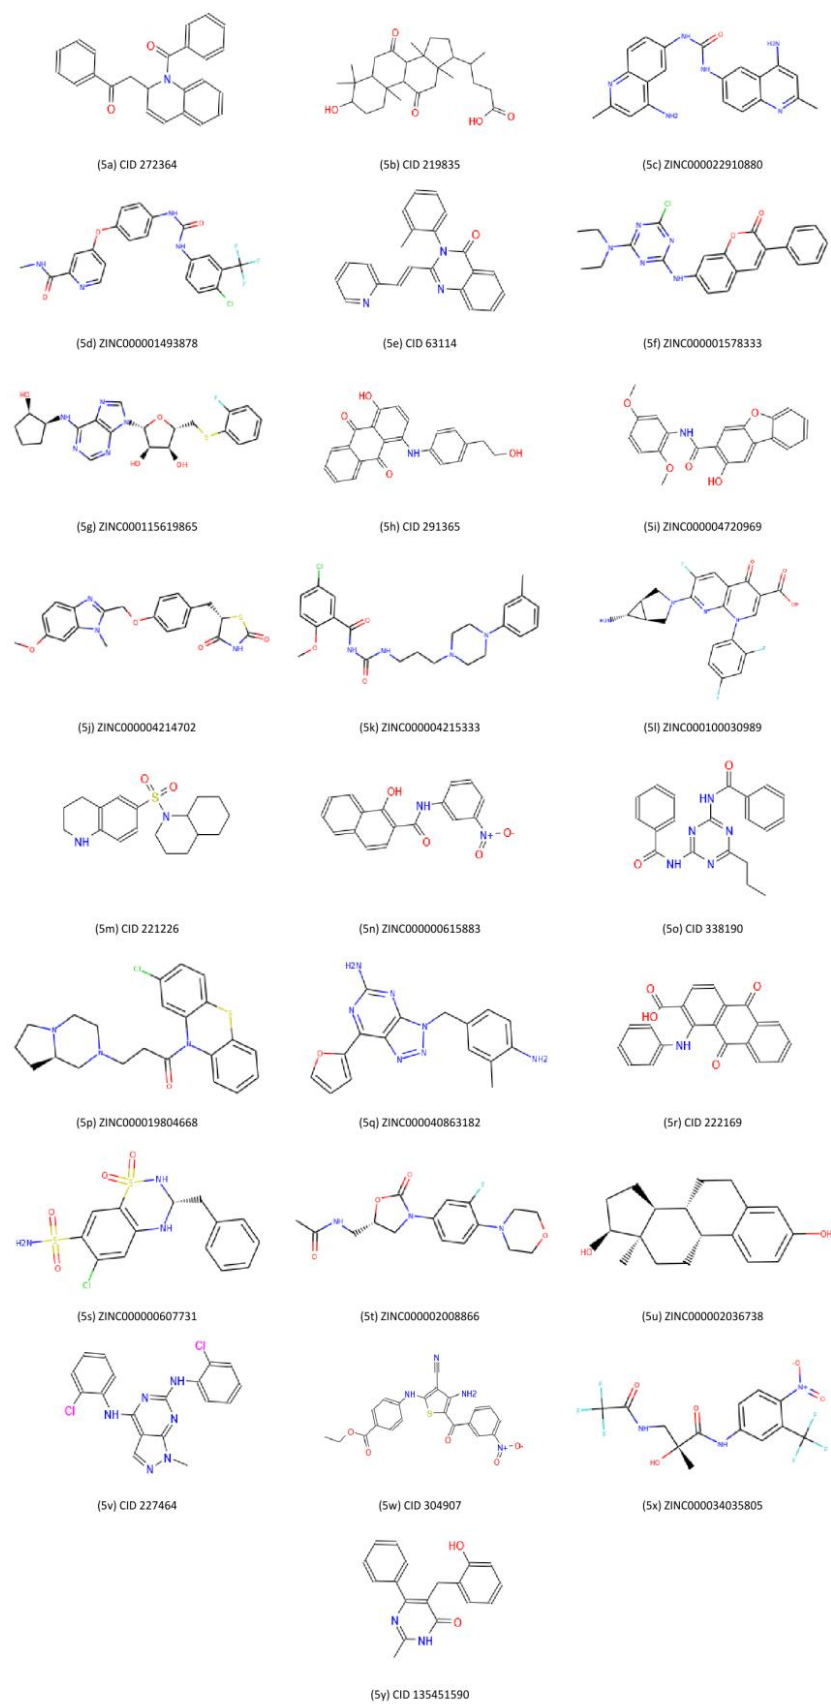 (5a) CID 272364
(5b) CID 219835
(5c) ZINC000022910880
(5d) ZINC000001493878
(5e) CID 63114
(5f) ZINC000001578333
(5g) ZINC000115619865
(5h) CID 291365
(5i) ZINC000004720969
(5j) ZINC000004214702
(5k) ZINC000004215333
(5l) ZINC000100030989
(5m) CID 221226
(5n) ZINC000000615883
(5o) CID 338190
(5p) ZINC000019804668
(5q) ZINC000040863182
(5r) CID 222169
(5s) ZINC000000607731
(5t) ZINC000002008866
(5u) ZINC000002036738
(5v) CID 227464
(5w) CID 304907
(5x) ZINC000034035805
(5y) CID 135451590